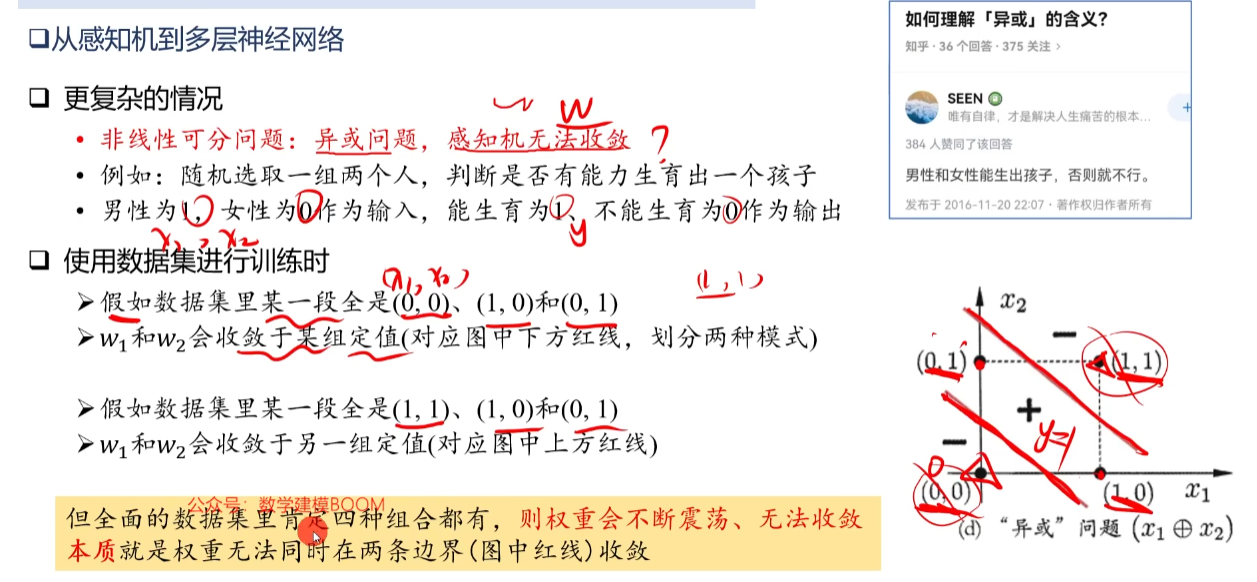 从感知机到多层神经网络
更复杂的情况
w
• 非线性可分问题：异或问题，感知机无法收敛 ?
• 例如：随机选取一组两个人，判断是否有能力生育出一个孩子
• 男性为1，女性为0作为输入，能生育为1、不能生育为0作为输出
x₁, x₂
y
使用数据集进行训练时
(x₁, x₂)
(1, 1)
➢假如数据集里某一段全是(0, 0)、(1, 0)和(0, 1)
➢w₁和w₂会收敛于某组定值(对应图中下方红线，划分两种模式)
➢假如数据集里某一段全是(1, 1)、(1, 0)和(0, 1)
➢w₁和w₂会收敛于另一组定值(对应图中上方红线)
公众号：数学建模BOOM
但全面的数据集里肯定四种组合都有，则权重会不断震荡、无法收敛
本质就是权重无法同时在两条边界(图中红线)收敛
如何理解「异或」的含义？
知乎 · 36 个回答 · 375 关注 >
SEEN
唯有自律，才是解决人生痛苦的根本...
+
384 人赞同了该回答
男性和女性能生出孩子，否则就不行。
发布于 2016-11-20 22:07 · 著作权归作者所有
x₂
−
(0, 1)
(1, 1)
+
y=1
−
0
(0, 0)
(1, 0)
x₁
(d) “异或”问题 (x₁ ⊕ x₂)